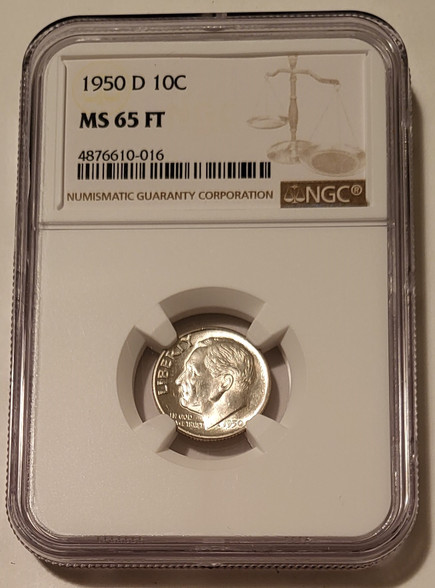 1950 D 10C
MS 65 FT
4876610-016
NUMISMATIC GUARANTY CORPORATION
NGC®
LIBERTY
IN GOD
WE TRUST
1950